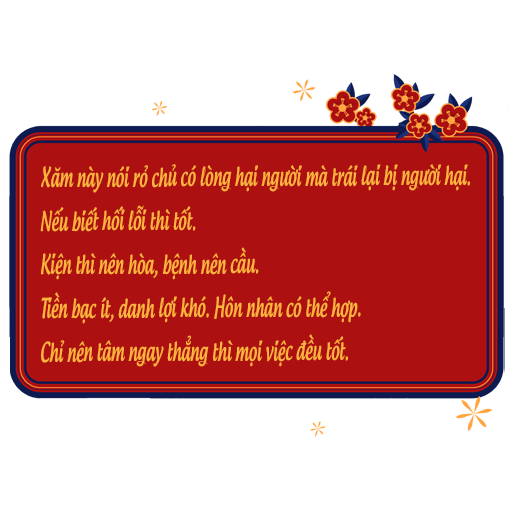 Xăm này nói rỏ chủ có lòng hại người mà trái lại bị người hại.
Nếu biết hối lỗi thì tốt.
Kiện thì nên hòa, bệnh nên cầu.
Tiền bạc ít, danh lợi khó. Hôn nhân có thể hợp.
Chỉ nên tâm ngay thẳng thì mọi việc đều tốt.